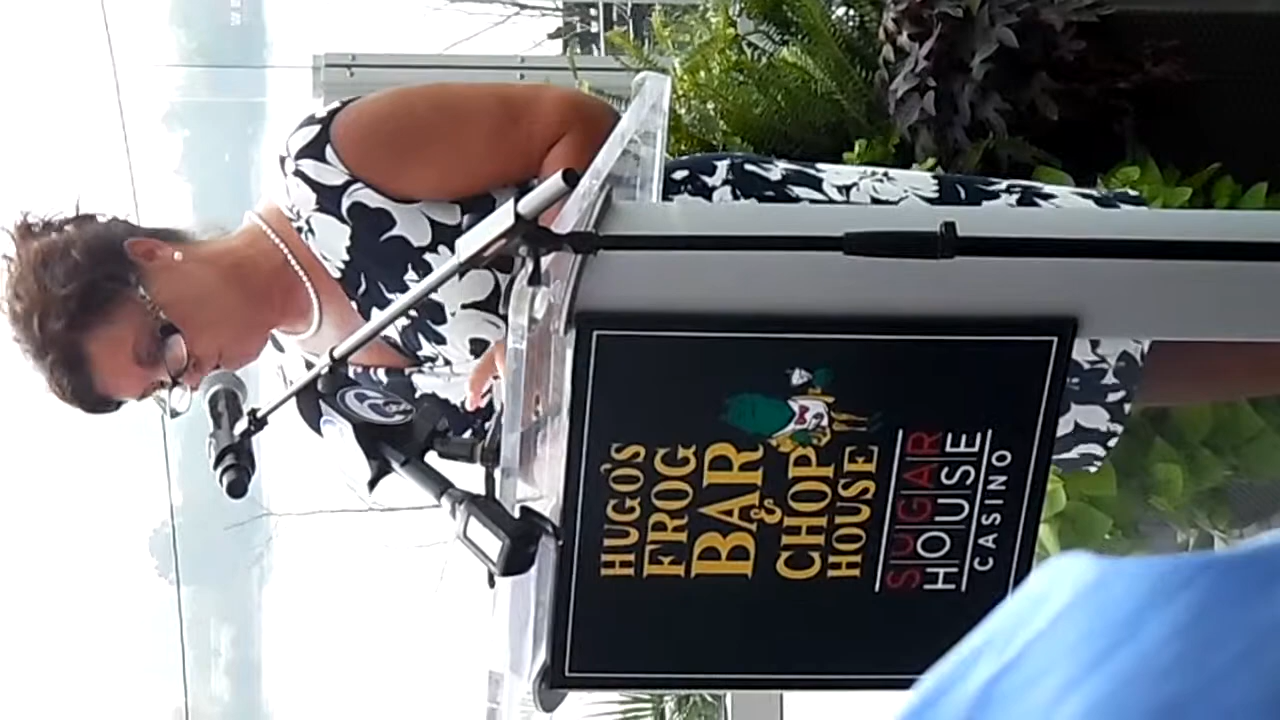 HUGO'S
FROG
BAR
&
CHOP
HOUSE
SUGAR
HOUSE
CASINO